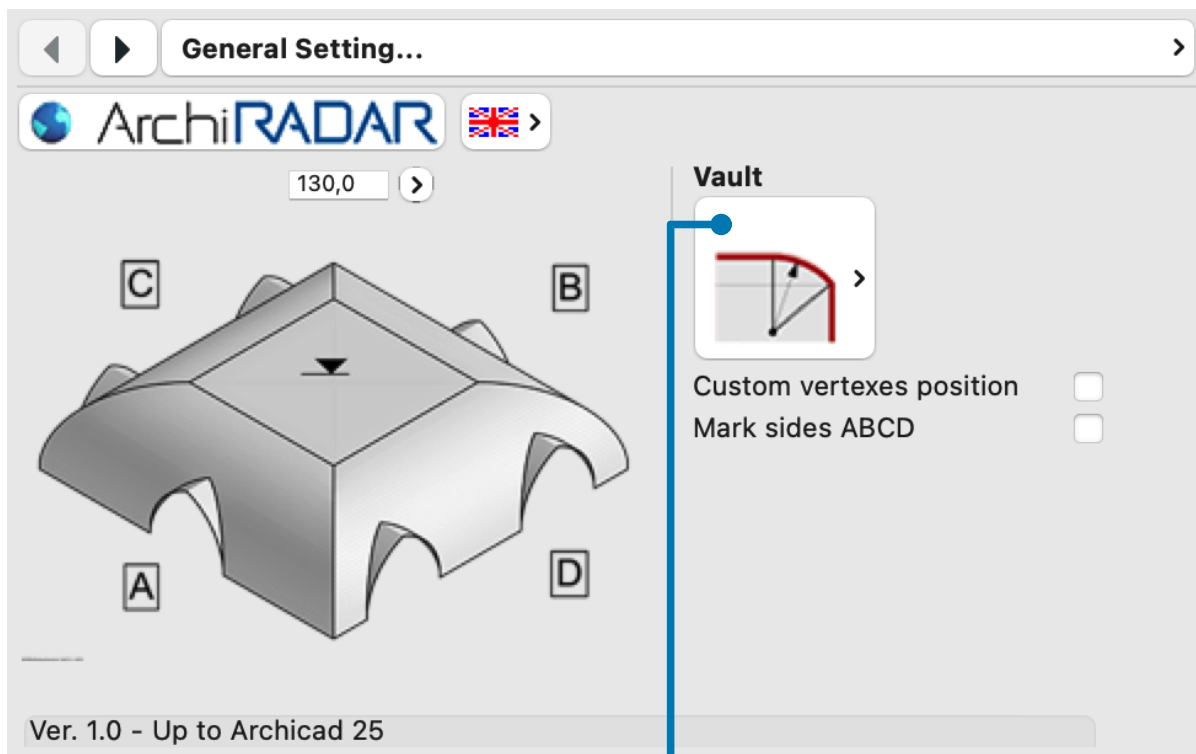 General Setting...
ArchiRADAR
130,0
Vault
C
B
Custom vertexes position
Mark sides ABCD
A
D
Ver. 1.0 - Up to Archicad 25